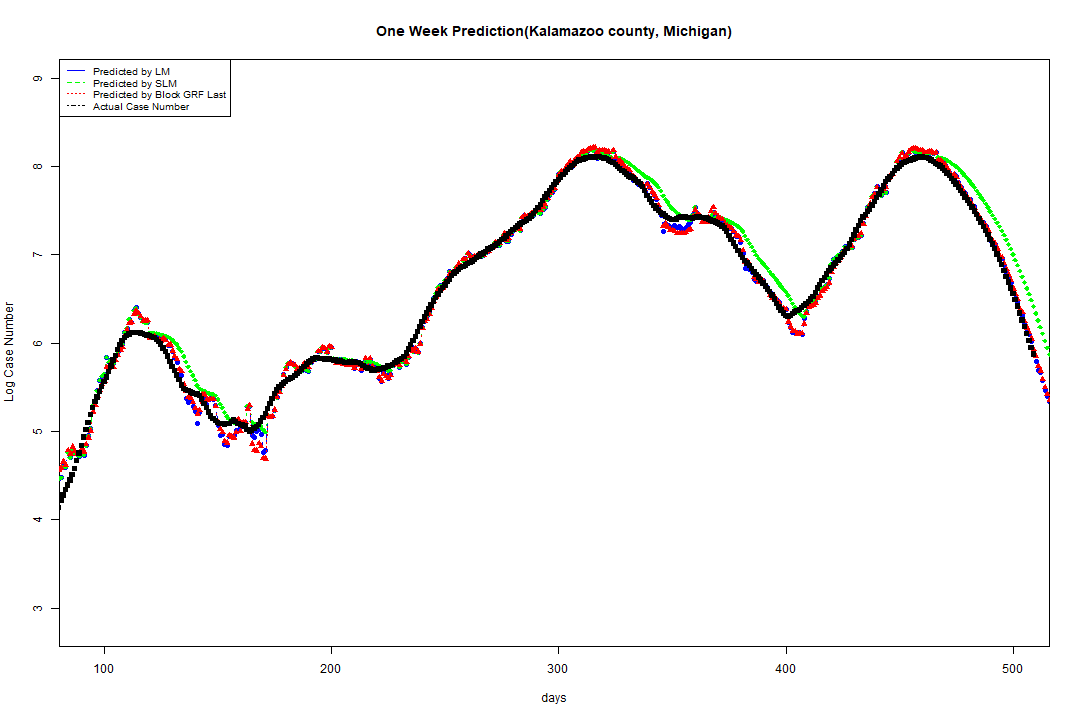 One Week Prediction(Kalamazoo county, Michigan)
Predicted by LM
Predicted by SLM
Predicted by Block GRF Last
Actual Case Number
9
8
7
6
5
4
3
Log Case Number
100 200 300 400 500
days